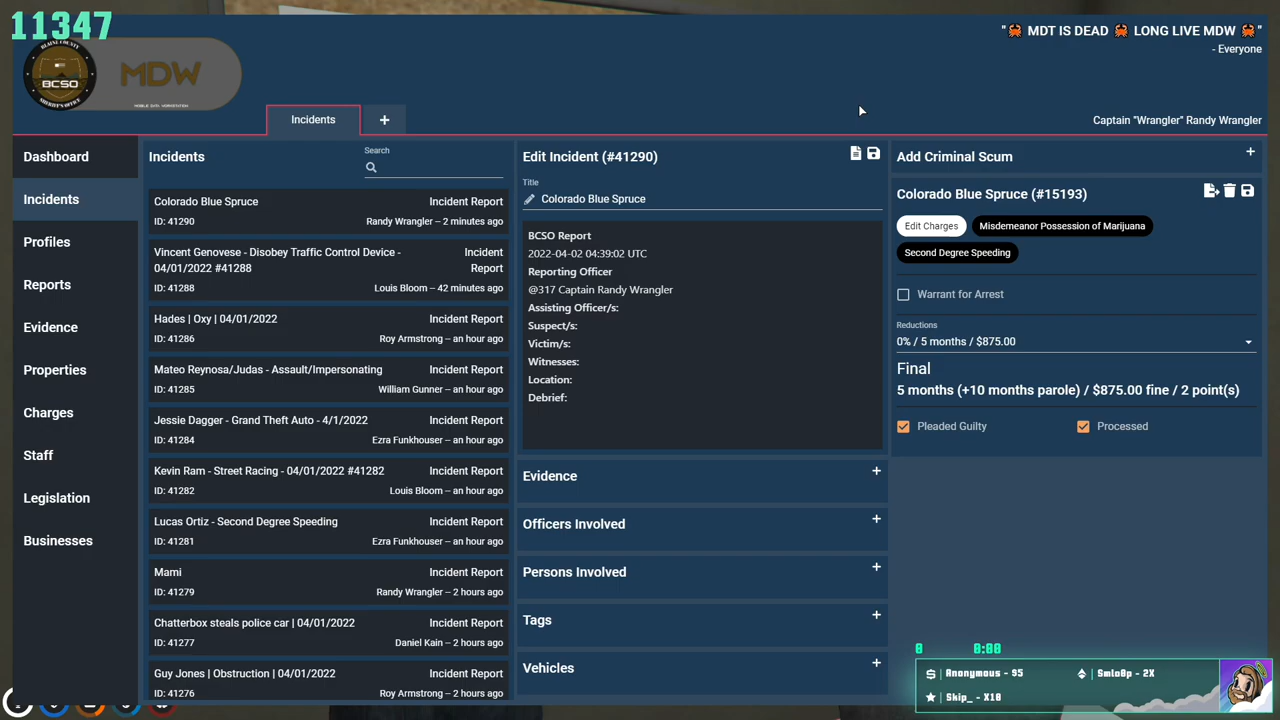 11347
" 🦀 MDT IS DEAD 🦀 LONG LIVE MDW 🦀 "
- Everyone
BLAINE COUNTY
BCSO
SHERIFF'S OFFICE
MDW
MOBILE DATA WORKSTATION
Incidents
+
Captain "Wrangler" Randy Wrangler
Dashboard
Incidents
Profiles
Reports
Evidence
Properties
Charges
Staff
Legislation
Businesses
Incidents
Search
Colorado Blue Spruce Incident Report
ID: 41290 Randy Wrangler – 2 minutes ago
Vincent Genovese - Disobey Traffic Control Device - Incident
04/01/2022 #41288 Report
ID: 41288 Louis Bloom – 42 minutes ago
Hades | Oxy | 04/01/2022 Incident Report
ID: 41286 Roy Armstrong – an hour ago
Mateo Reynosa/Judas - Assault/Impersonating Incident Report
ID: 41285 William Gunner – an hour ago
Jessie Dagger - Grand Theft Auto - 4/1/2022 Incident Report
ID: 41284 Ezra Funkhouser – an hour ago
Kevin Ram - Street Racing - 04/01/2022 #41282 Incident Report
ID: 41282 Louis Bloom – an hour ago
Lucas Ortiz - Second Degree Speeding Incident Report
ID: 41281 Ezra Funkhouser – an hour ago
Mami Incident Report
ID: 41279 Randy Wrangler – 2 hours ago
Chatterbox steals police car | 04/01/2022 Incident Report
ID: 41277 Daniel Kain – 2 hours ago
Guy Jones | Obstruction | 04/01/2022 Incident Report
ID: 41276 Roy Armstrong – 2 hours ago
Edit Incident (#41290)
Title
Colorado Blue Spruce
BCSO Report
2022-04-02 04:39:02 UTC
Reporting Officer
@317 Captain Randy Wrangler
Assisting Officer/s:
Suspect/s:
Victim/s:
Witnesses:
Location:
Debrief:
Evidence +
Officers Involved +
Persons Involved +
Tags +
Vehicles +
Add Criminal Scum +
Colorado Blue Spruce (#15193)
Edit Charges Misdemeanor Possession of Marijuana
Second Degree Speeding
Warrant for Arrest
Reductions
0% / 5 months / $875.00
Final
5 months (+10 months parole) / $875.00 fine / 2 point(s)
Pleaded Guilty Processed
0 0:00
Anonymous - 95 Smlo8p - 2X
Skip_ - X10